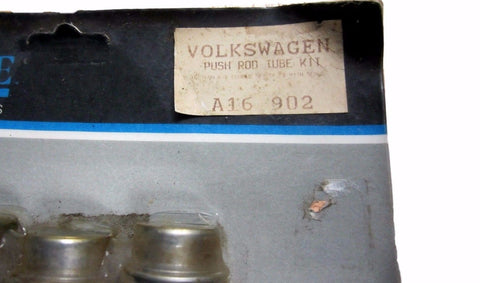 VOLKSWAGEN
PUSH ROD TUBE KIT
A16 902
E
S